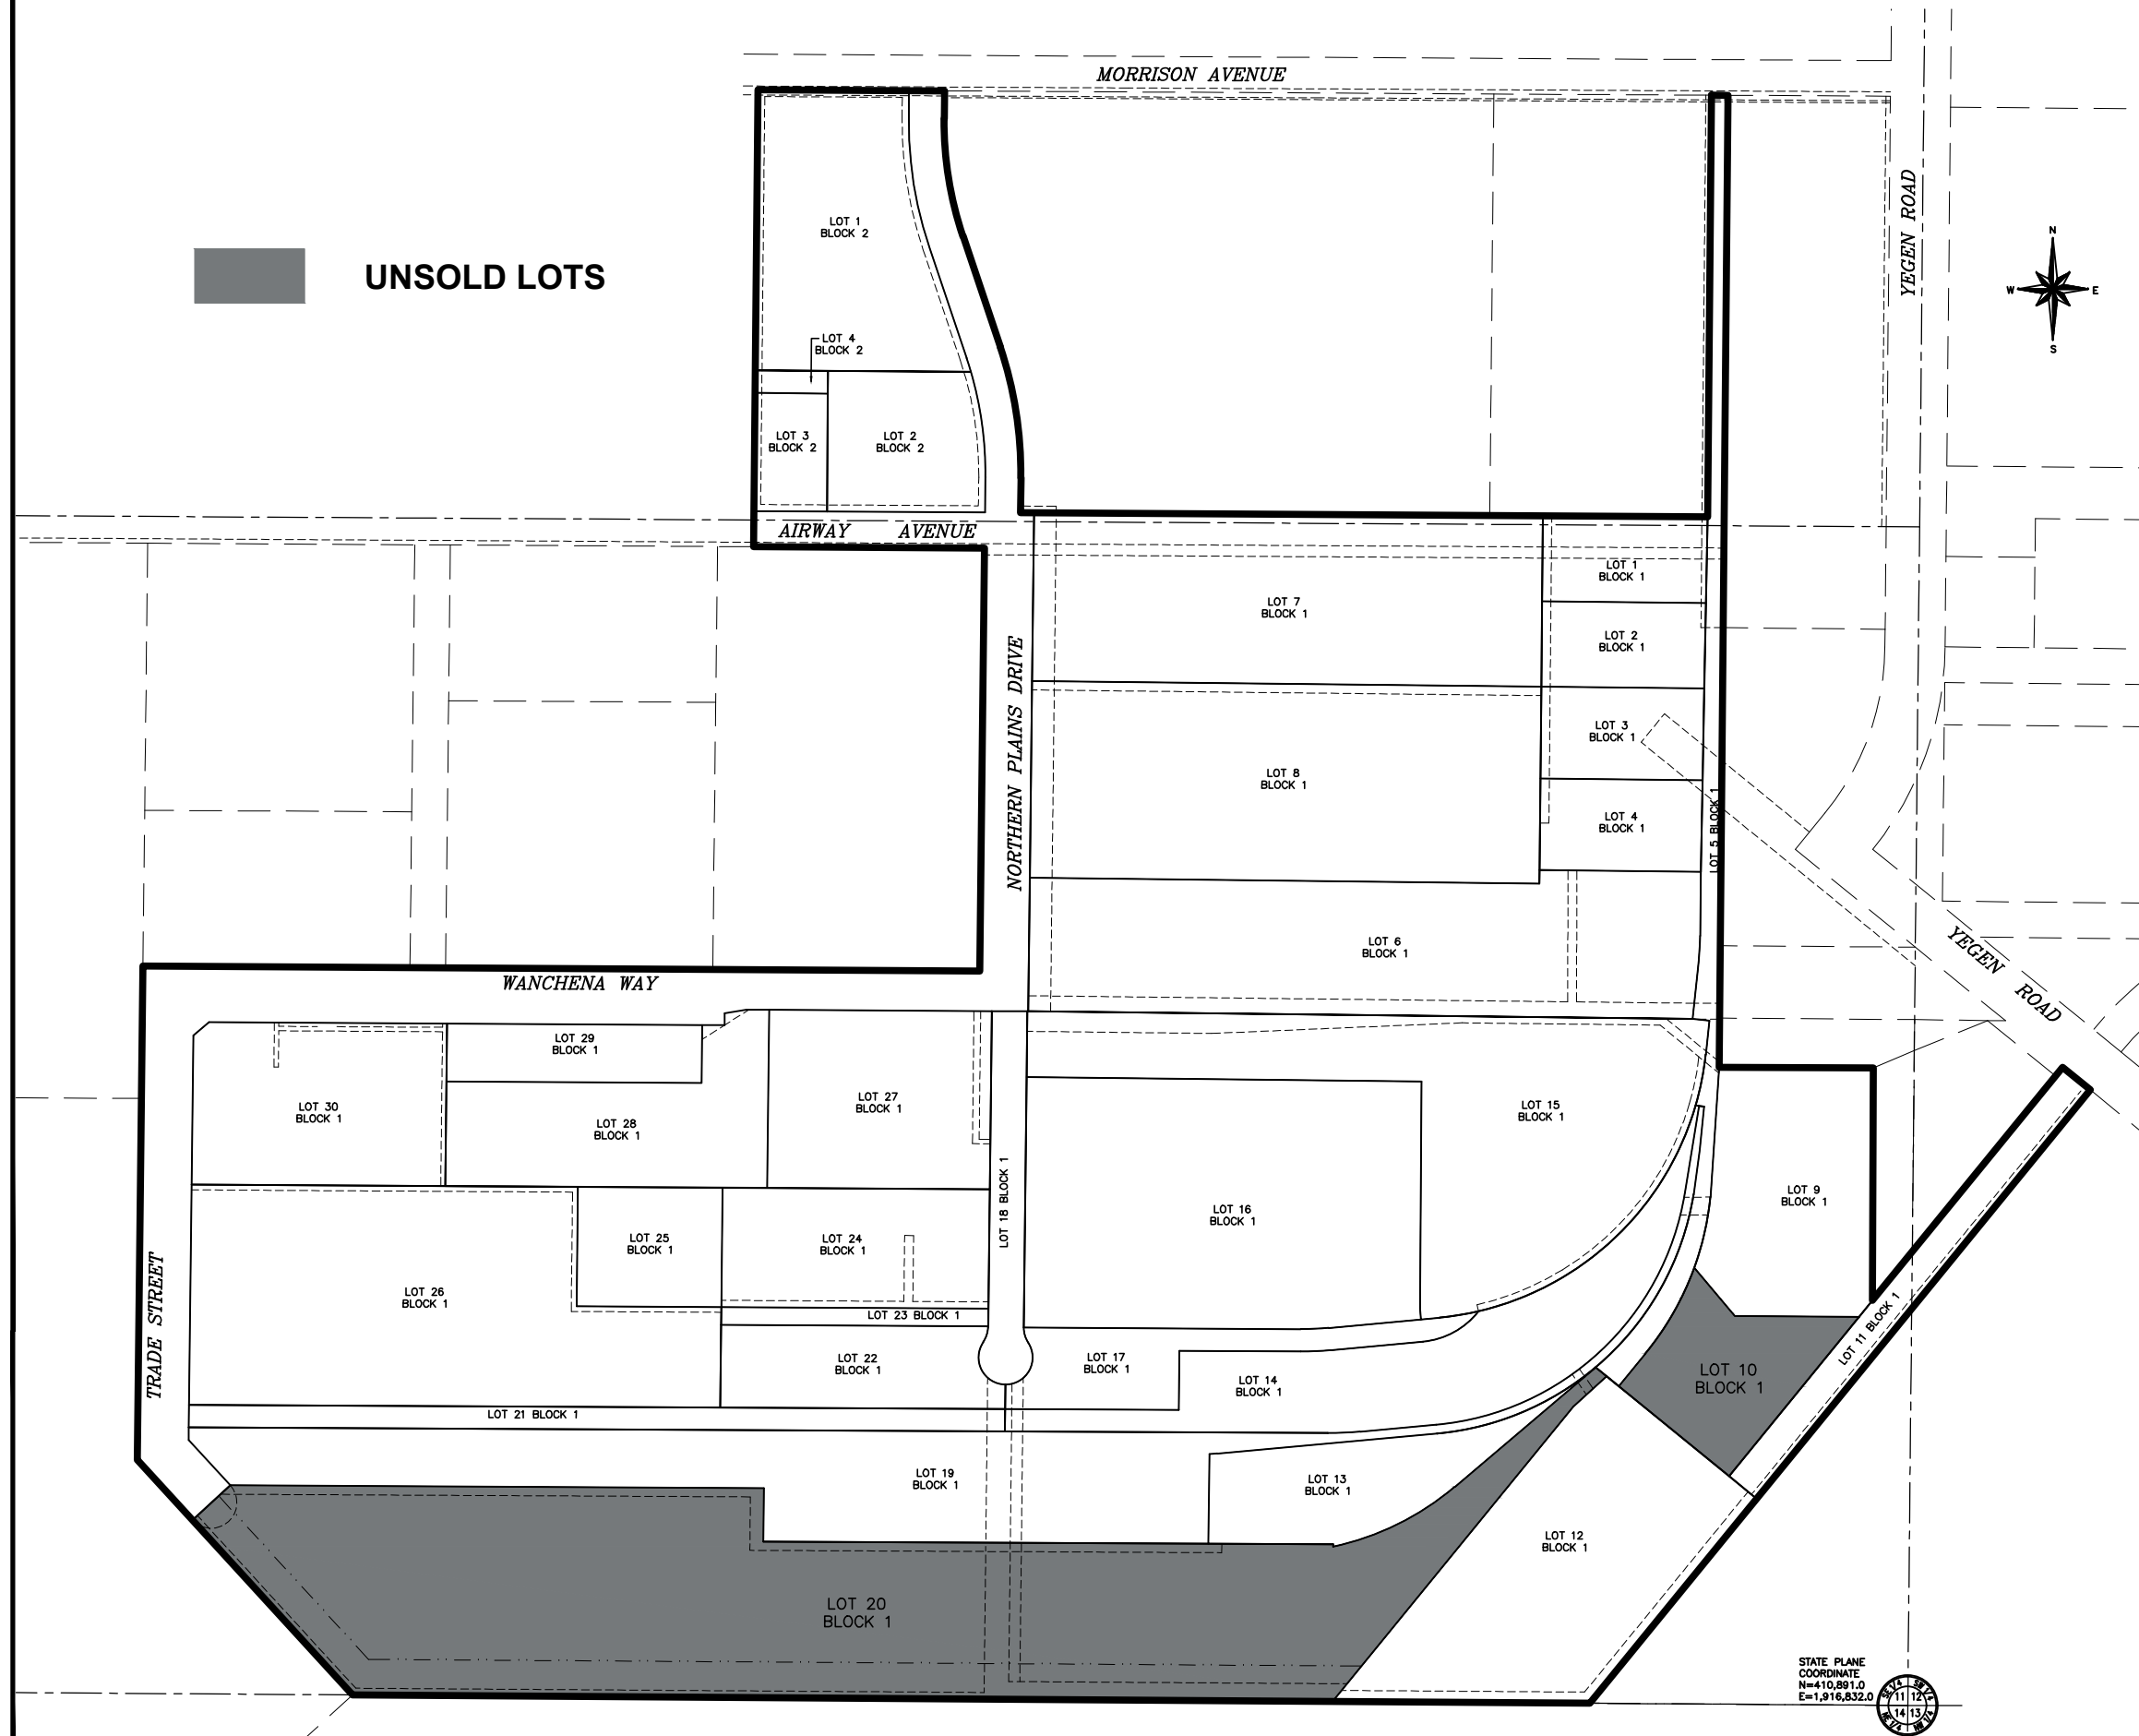 MORRISON AVENUE
YEGEN ROAD
N
W E
S
UNSOLD LOTS
LOT 1
BLOCK 2
LOT 4
BLOCK 2
LOT 3
BLOCK 2
LOT 2
BLOCK 2
AIRWAY AVENUE
NORTHERN PLAINS DRIVE
LOT 7
BLOCK 1
LOT 1
BLOCK 1
LOT 2
BLOCK 1
LOT 3
BLOCK 1
LOT 8
BLOCK 1
LOT 4
BLOCK 1
LOT 5 BLOCK 1
LOT 6
BLOCK 1
YEGEN ROAD
WANCHENA WAY
LOT 29
BLOCK 1
LOT 30
BLOCK 1
LOT 28
BLOCK 1
LOT 27
BLOCK 1
LOT 15
BLOCK 1
LOT 18 BLOCK 1
LOT 16
BLOCK 1
LOT 9
BLOCK 1
LOT 25
BLOCK 1
LOT 24
BLOCK 1
LOT 26
BLOCK 1
TRADE STREET
LOT 23 BLOCK 1
LOT 11 BLOCK 1
LOT 22
BLOCK 1
LOT 17
BLOCK 1
LOT 14
BLOCK 1
LOT 10
BLOCK 1
LOT 21 BLOCK 1
LOT 19
BLOCK 1
LOT 13
BLOCK 1
LOT 12
BLOCK 1
LOT 20
BLOCK 1
STATE PLANE
COORDINATE
N=410,891.0
E=1,916,832.0
SE1/4 SW1/4
11 12
14 13
NE1/4 NW1/4